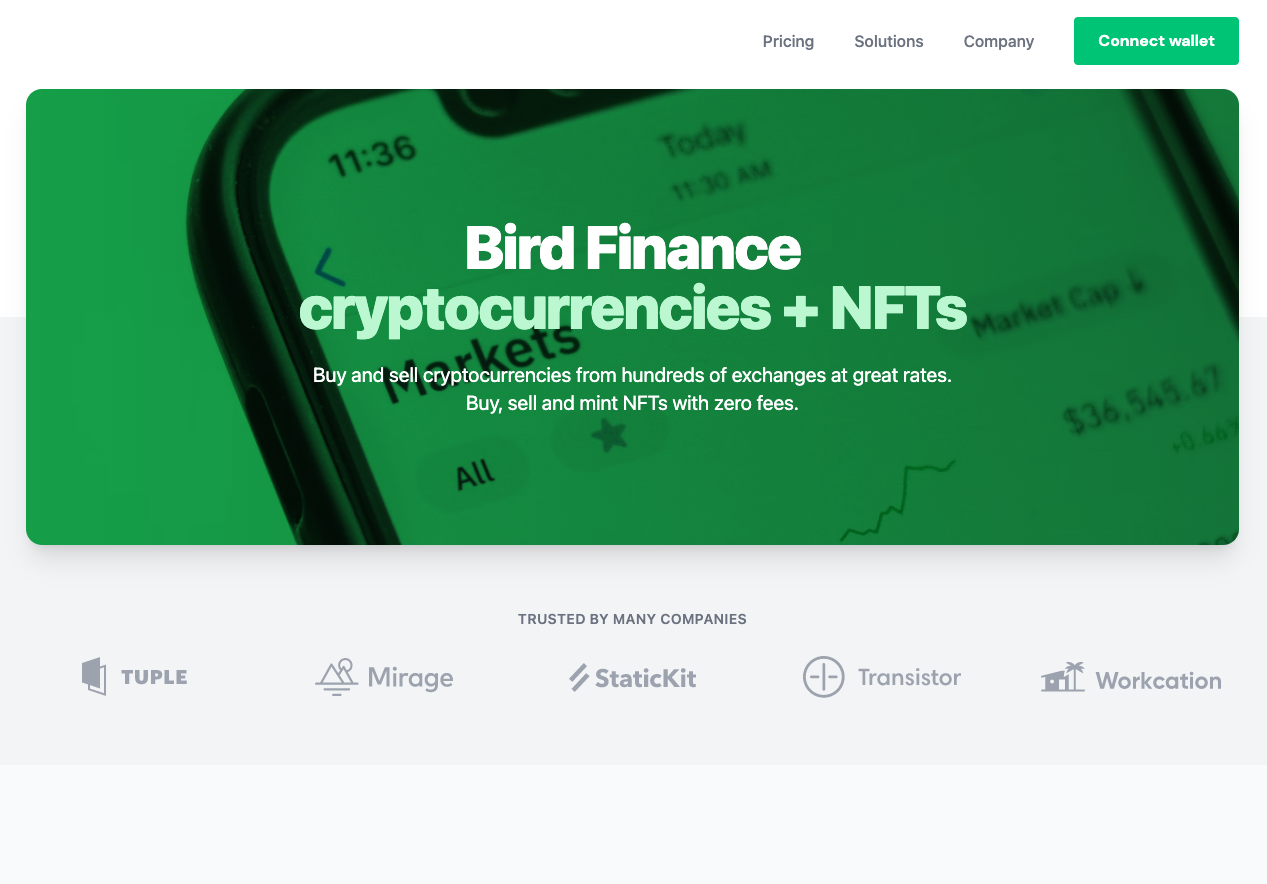 Pricing
Solutions
Company
Connect wallet
11:36
Today
11:30 AM
Bird Finance
cryptocurrencies + NFTs
Market Cap
Markets
Buy and sell cryptocurrencies from hundreds of exchanges at great rates.
Buy, sell and mint NFTs with zero fees.
$36,545.67
All
TRUSTED BY MANY COMPANIES
TUPLE
Mirage
StaticKit
Transistor
Workcation